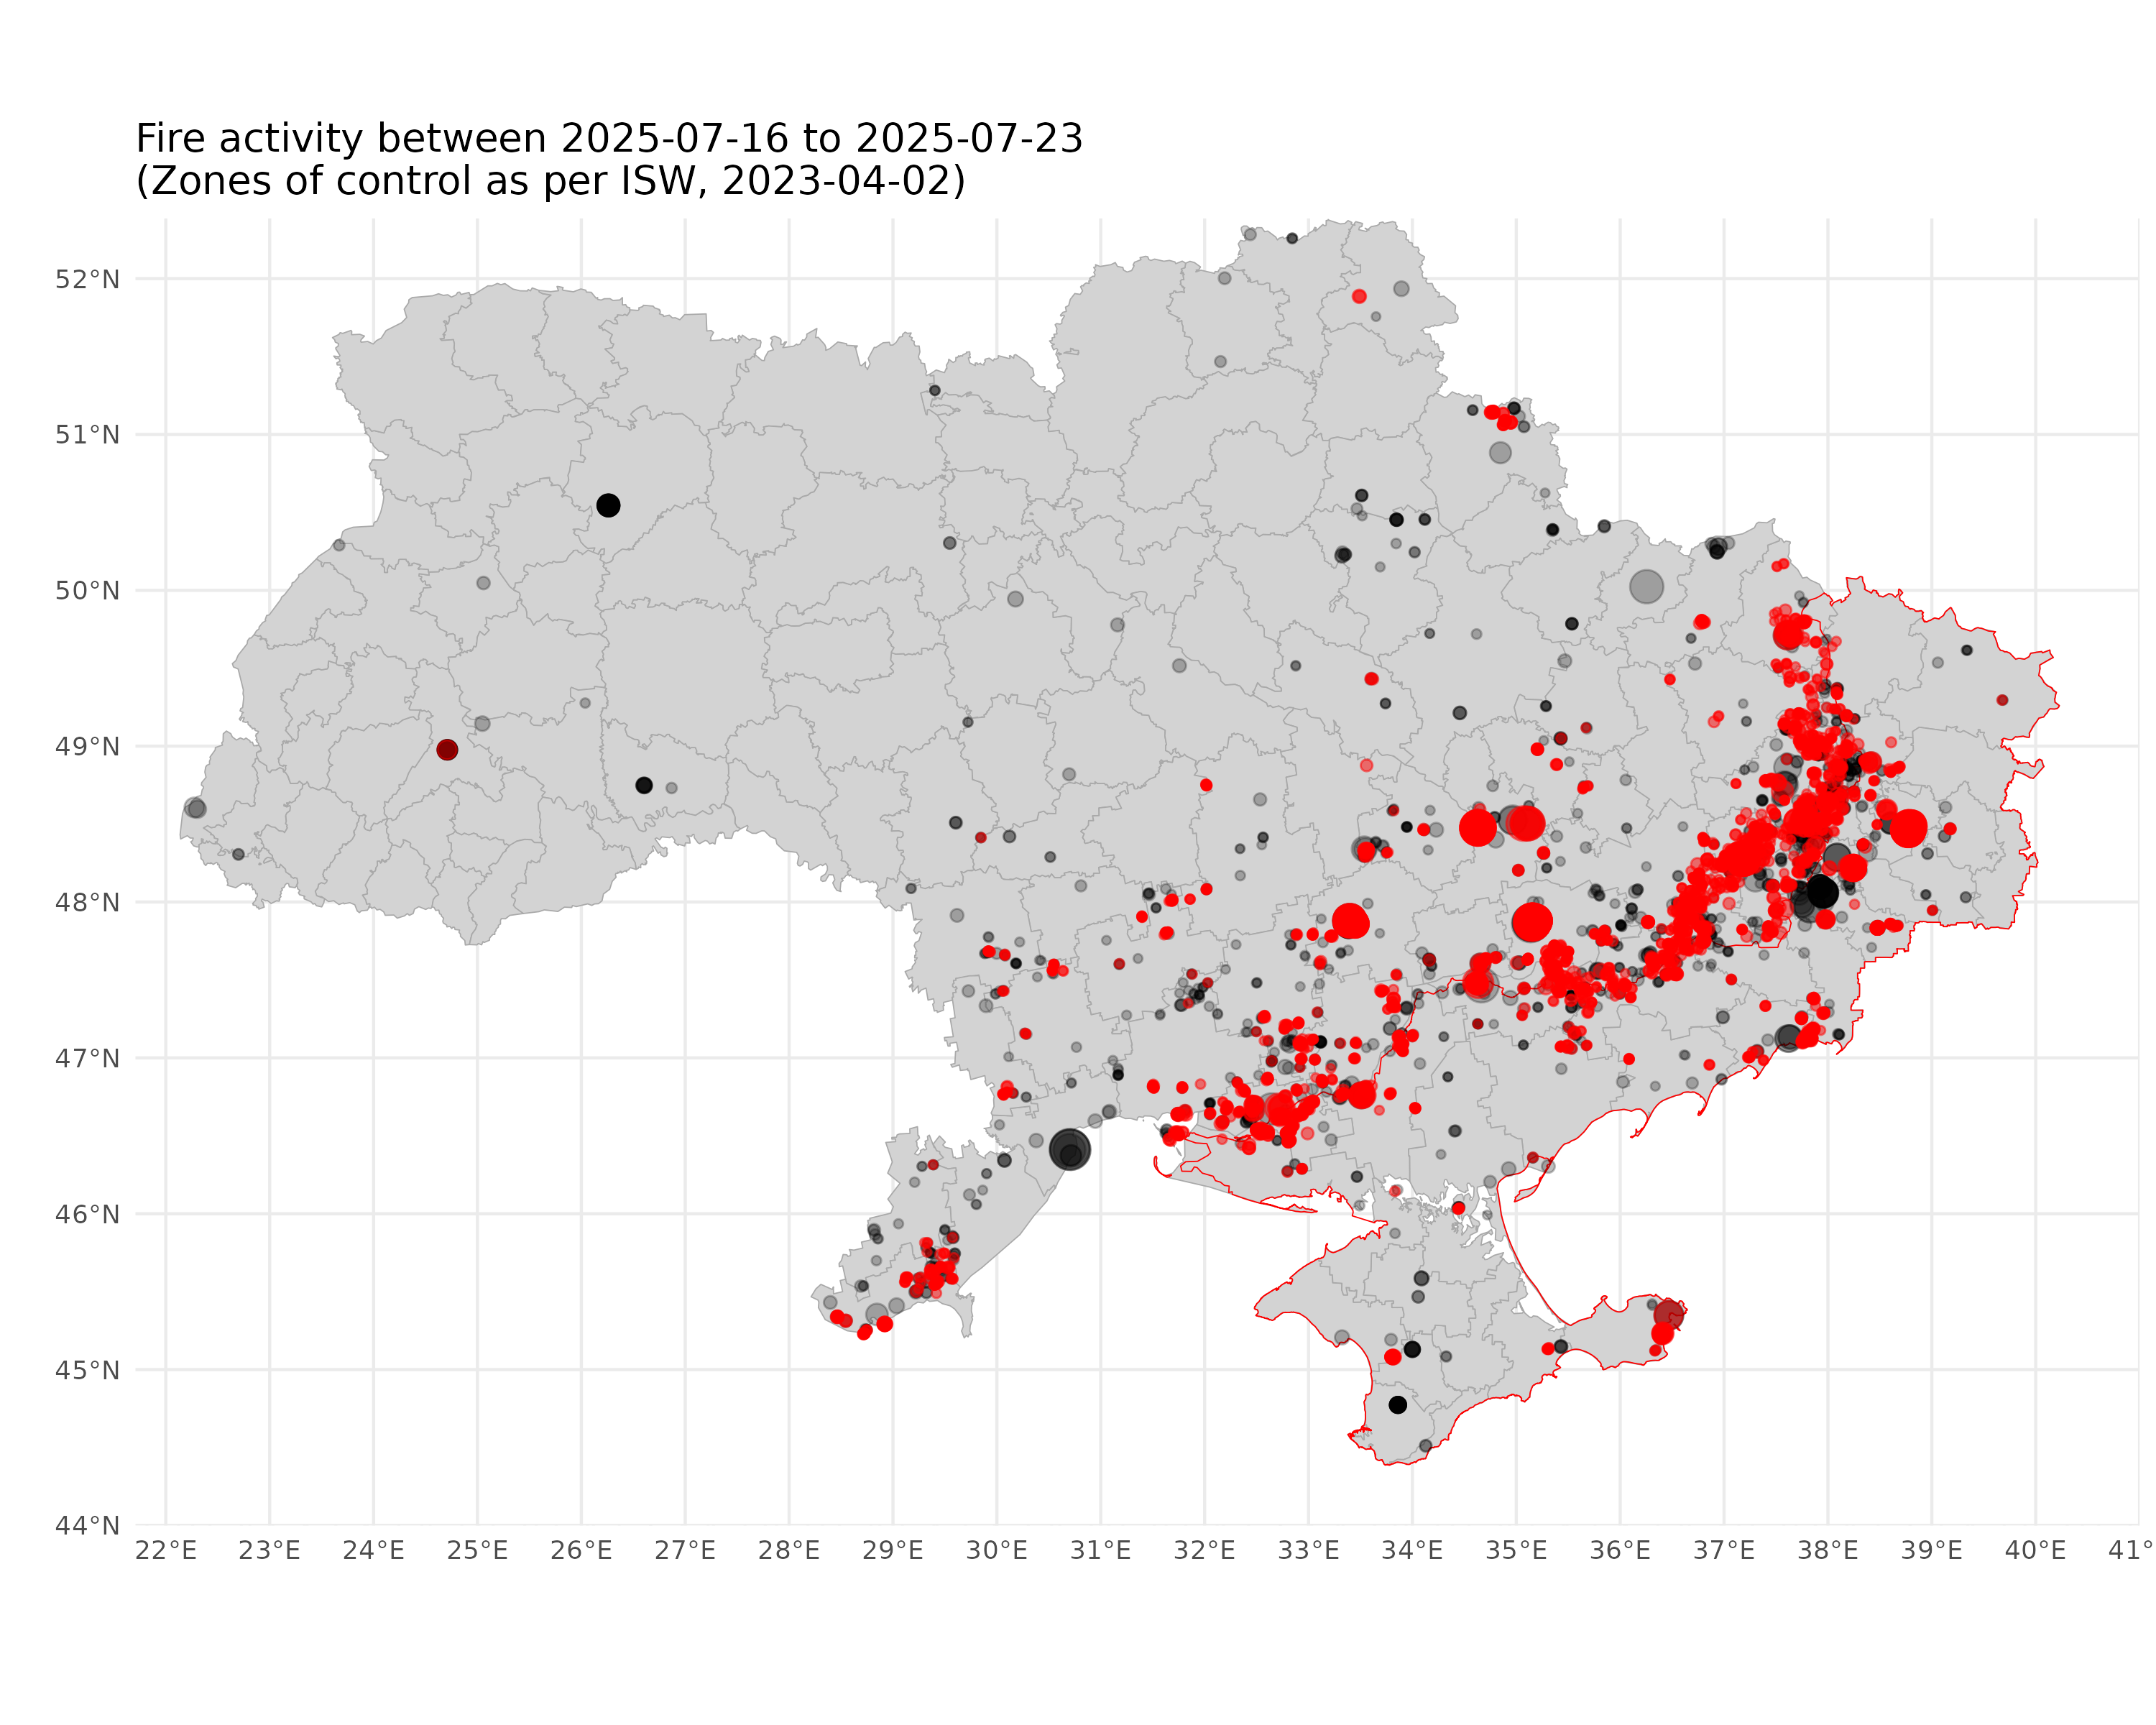 Fire activity between 2025-07-16 to 2025-07-23
(Zones of control as per ISW, 2023-04-02)
52°N
51°N
50°N
49°N
48°N
47°N
46°N
45°N
44°N
22°E 23°E 24°E 25°E 26°E 27°E 28°E 29°E 30°E 31°E 32°E 33°E 34°E 35°E 36°E 37°E 38°E 39°E 40°E 41°